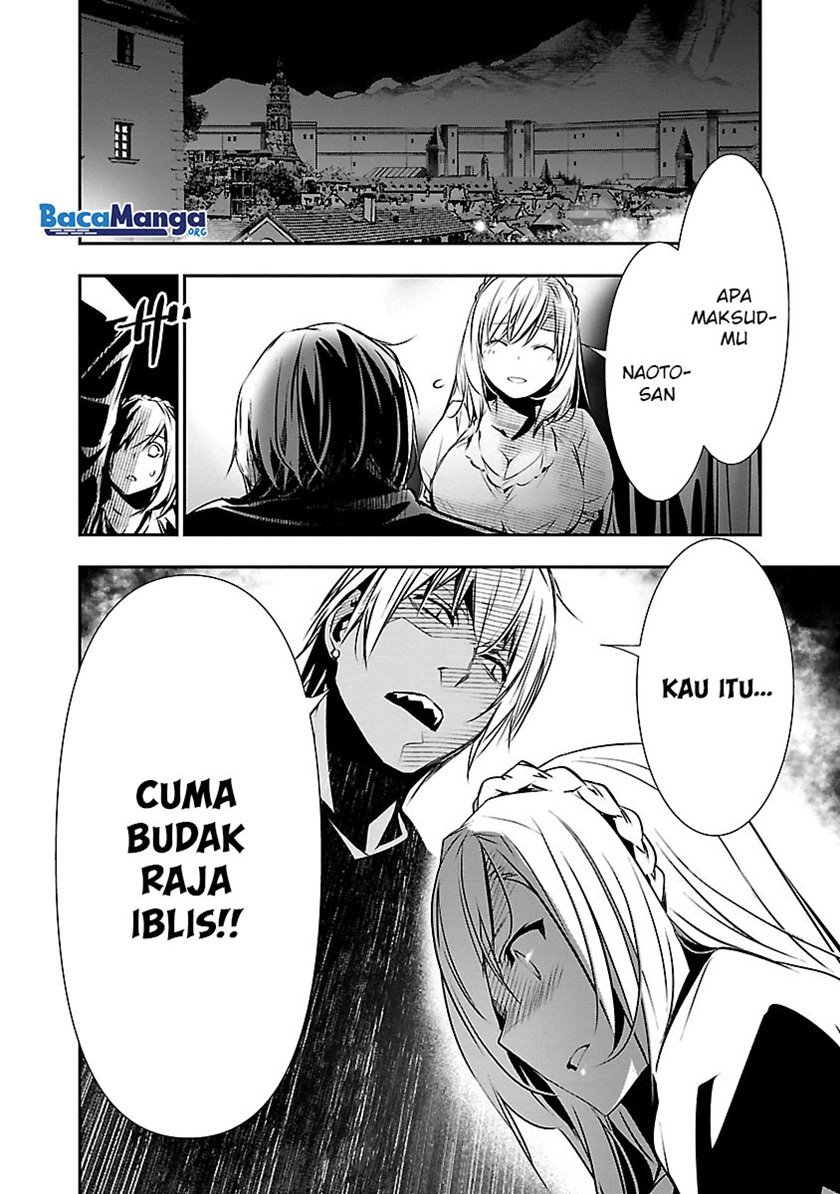 BacaManga
.ORG
APA
MAKSUD-
MU
NAOTO-
SAN
KAU ITU...
CUMA
BUDAK
RAJA
IBLIS!!